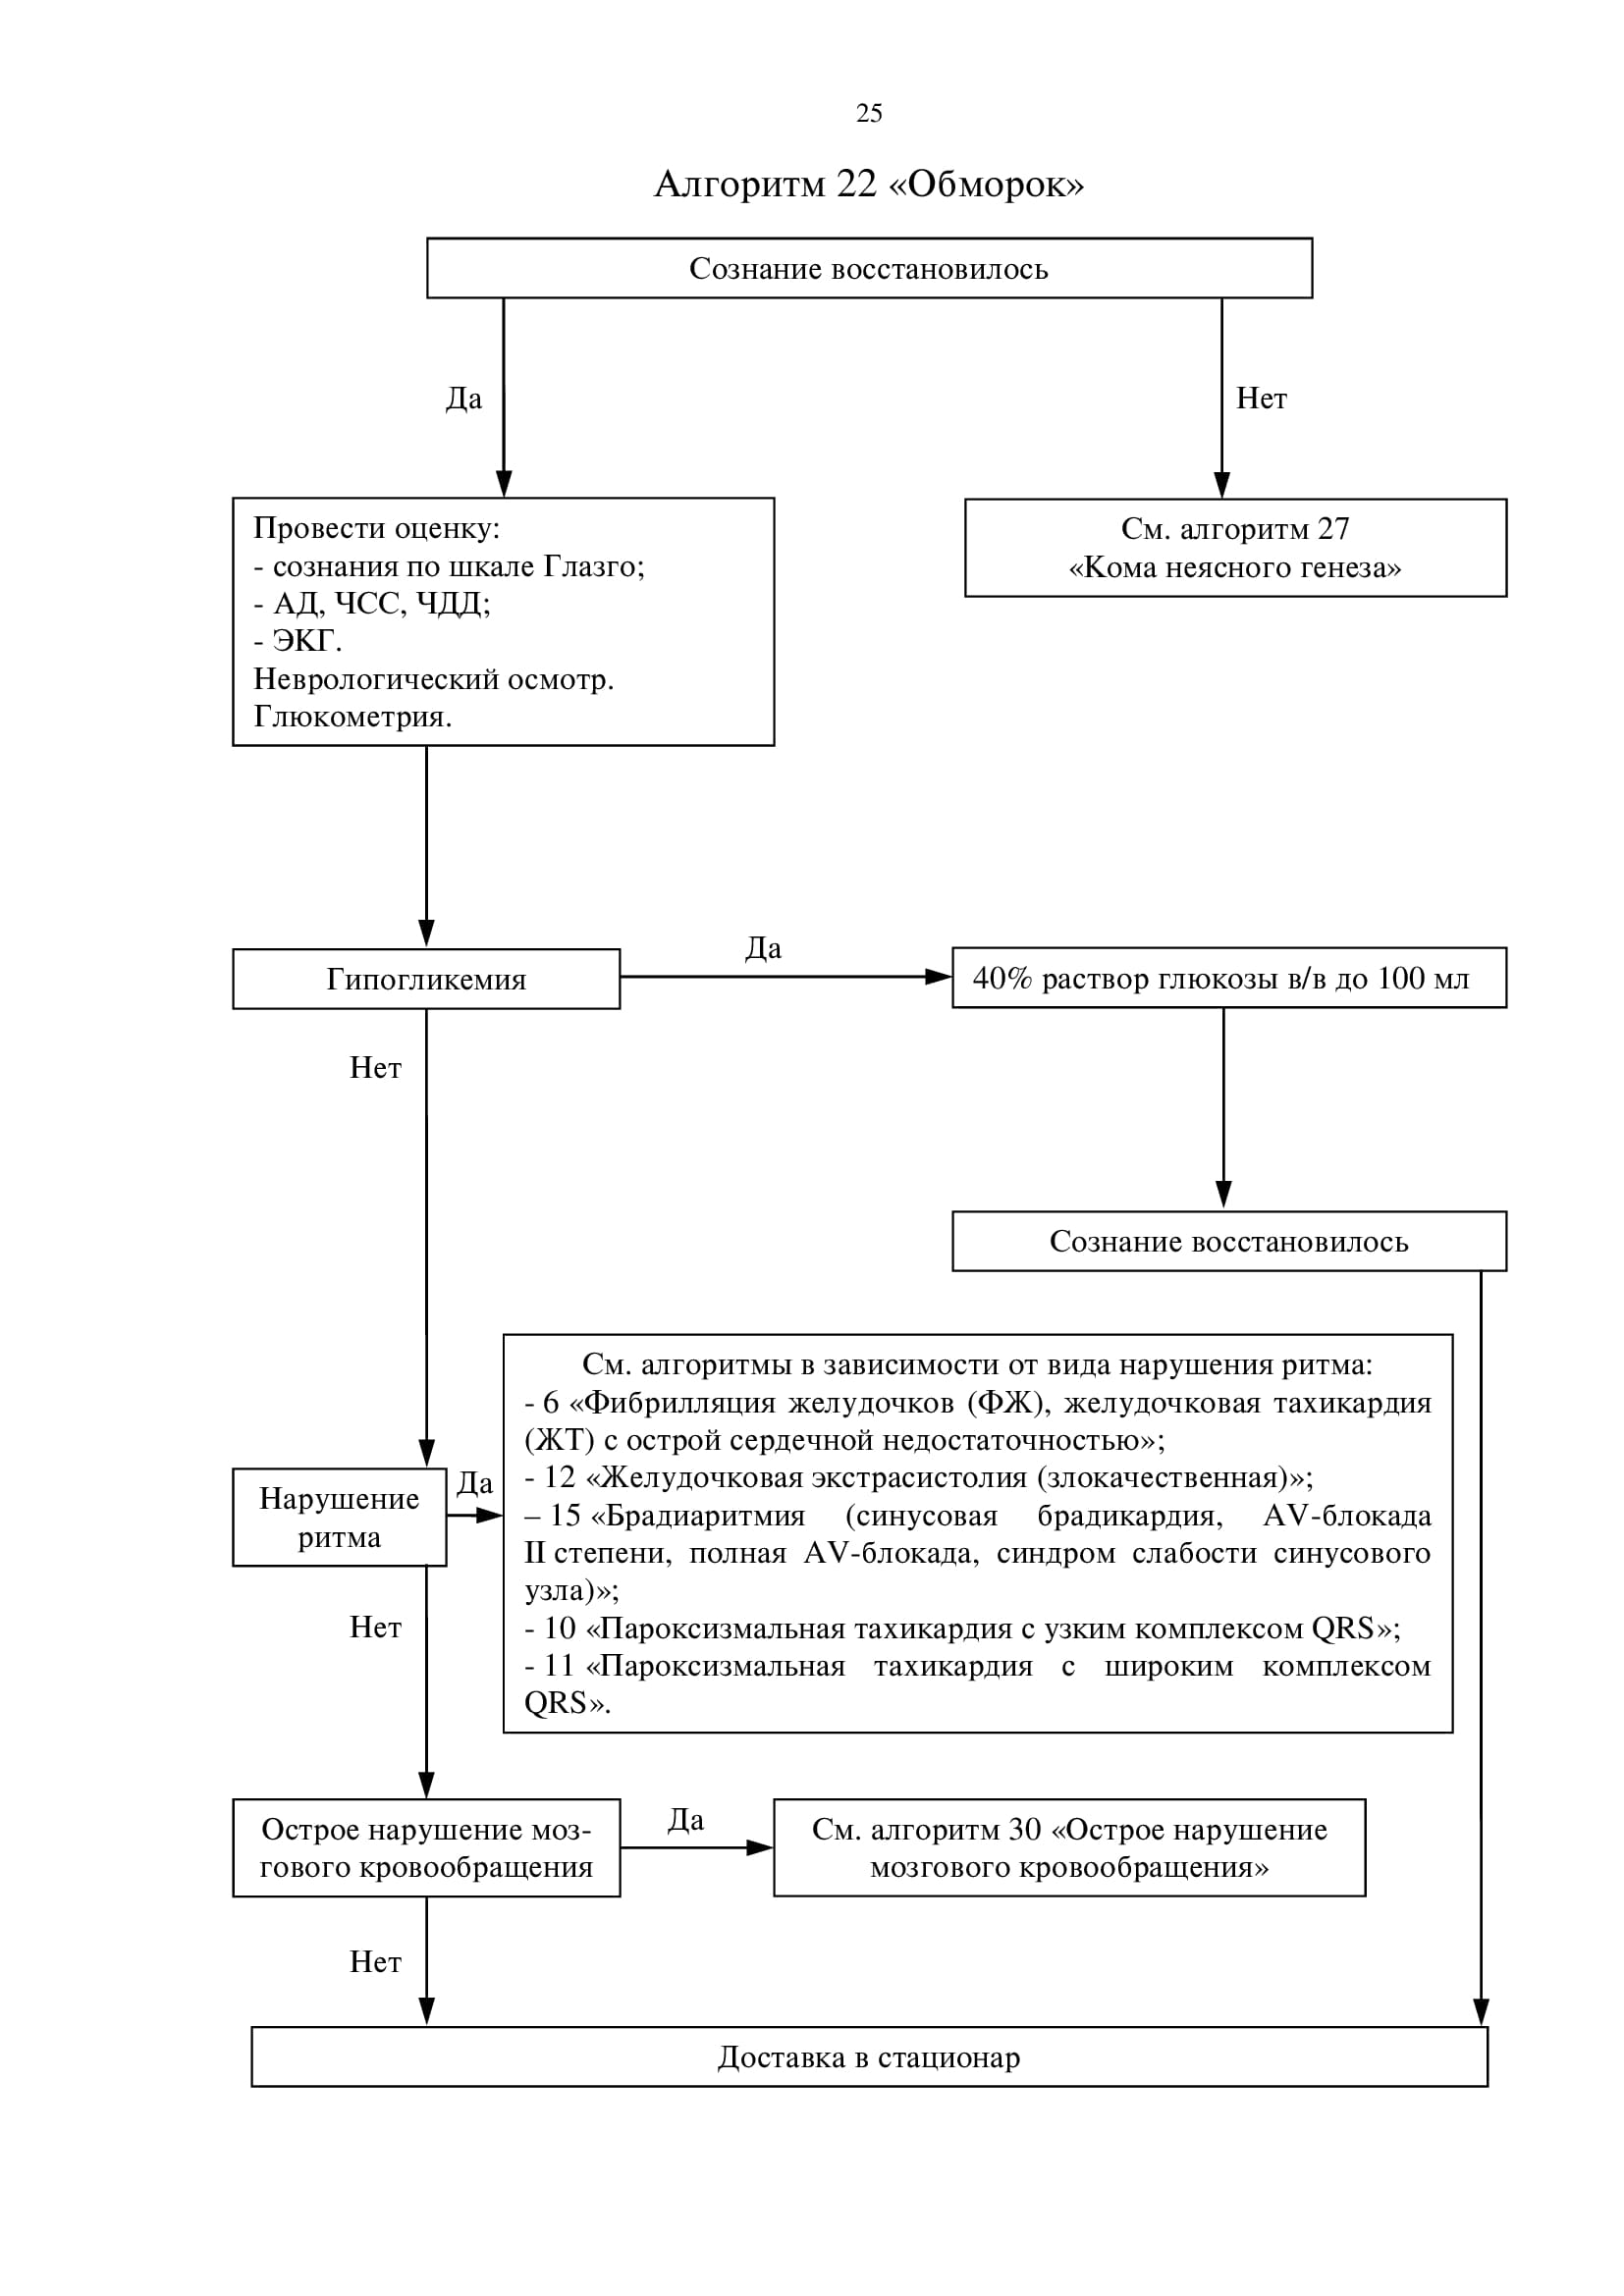 25
Алгоритм 22 «Обморок»
Сознание восстановилось
Да
Нет
Провести оценку:
- сознания по шкале Глазго;
- АД, ЧСС, ЧДД;
- ЭКГ.
Неврологический осмотр.
Глюкометрия.
См. алгоритм 27
«Кома неясного генеза»
Гипогликемия
Да
40% раствор глюкозы в/в до 100 мл
Нет
Сознание восстановилось
См. алгоритмы в зависимости от вида нарушения ритма:
- 6 «Фибрилляция желудочков (ФЖ), желудочковая тахикардия
(ЖТ) с острой сердечной недостаточностью»;
- 12 «Желудочковая экстрасистолия (злокачественная)»;
– 15 «Брадиаритмия (синусовая брадикардия, AV-блокада
II степени, полная AV-блокада, синдром слабости синусового
узла)»;
- 10 «Пароксизмальная тахикардия с узким комплексом QRS»;
- 11 «Пароксизмальная тахикардия с широким комплексом
QRS».
Нарушение
ритма
Да
Нет
Острое нарушение моз-
гового кровообращения
Да
См. алгоритм 30 «Острое нарушение
мозгового кровообращения»
Нет
Доставка в стационар